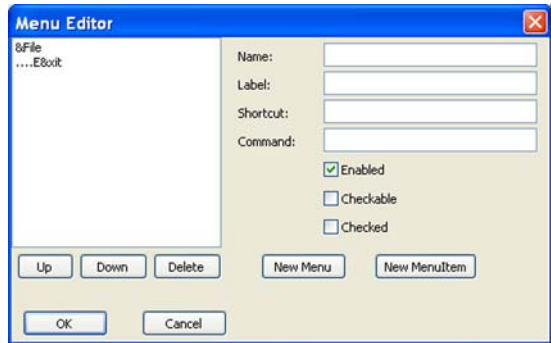 Menu Editor
&File
....E&xit
Name:
Label:
Shortcut:
Command:
Enabled
Checkable
Checked
Up Down Delete New Menu New MenuItem
OK Cancel